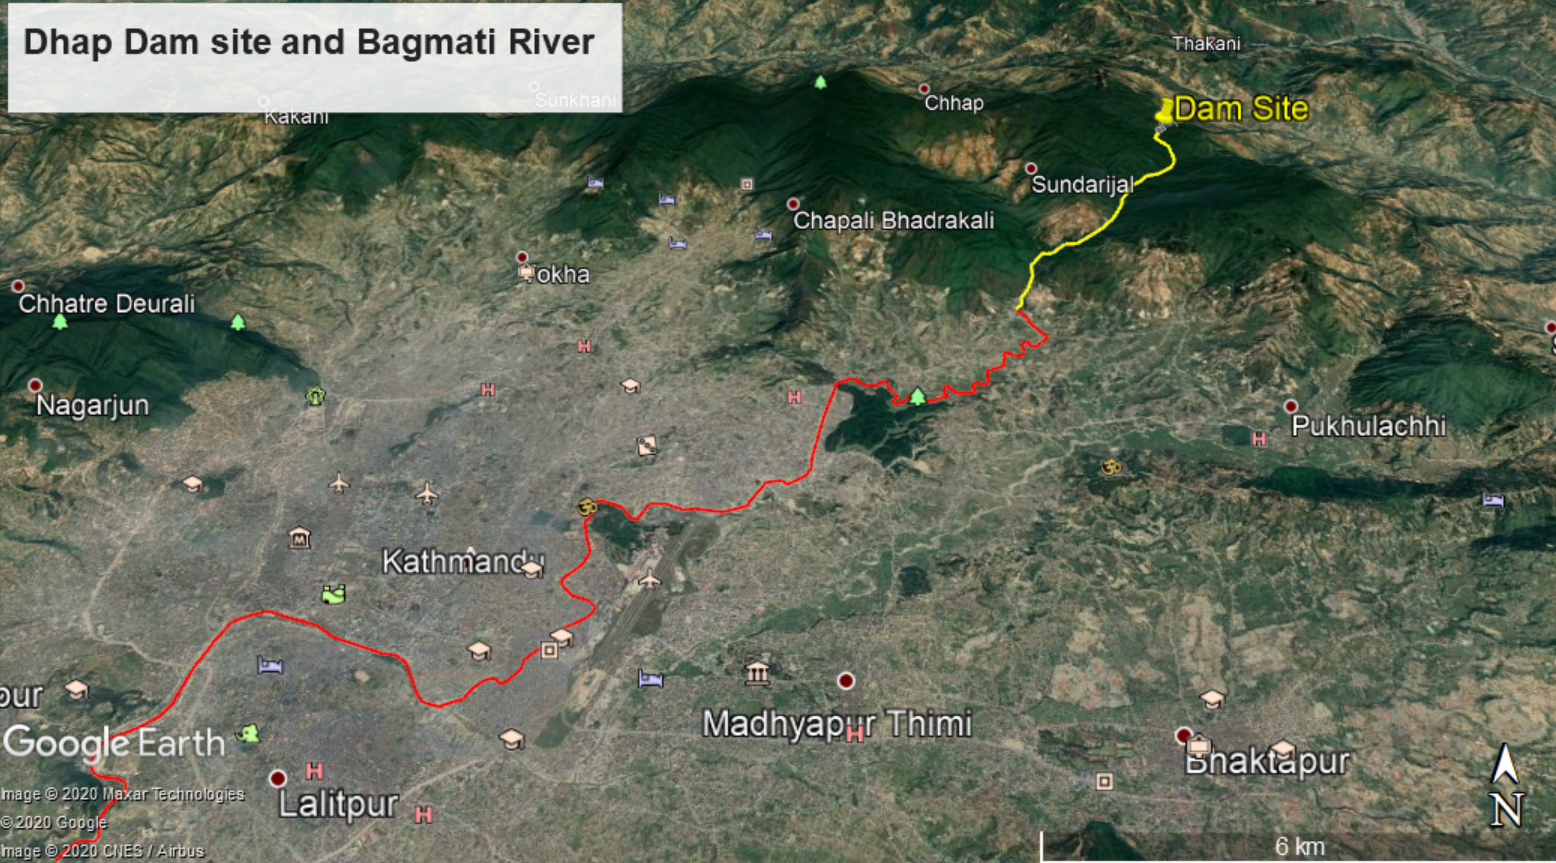 Dhap Dam site and Bagmati River
Thakani
Sunkhani
Kakani
Chhap
Dam Site
Sundarijal
Chapali Bhadrakali
Tokha
Chhatre Deurali
Nagarjun
Pukhulachhi
Kathmandu
pur
Madhyapur Thimi
Google Earth
Bhaktapur
Lalitpur
Image © 2020 Maxar Technologies
© 2020 Google
Image © 2020 CNES / Airbus
N
6 km